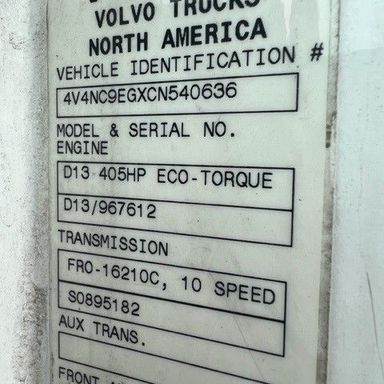 VOLVO TRUCKS
NORTH AMERICA
VEHICLE IDENTIFICATION #
4V4NC9EGXCN540636
MODEL & SERIAL NO.
ENGINE
D13 405HP ECO-TORQUE
D13/967612
TRANSMISSION
FRO-16210C, 10 SPEED
S0895182
AUX TRANS.
FRONT